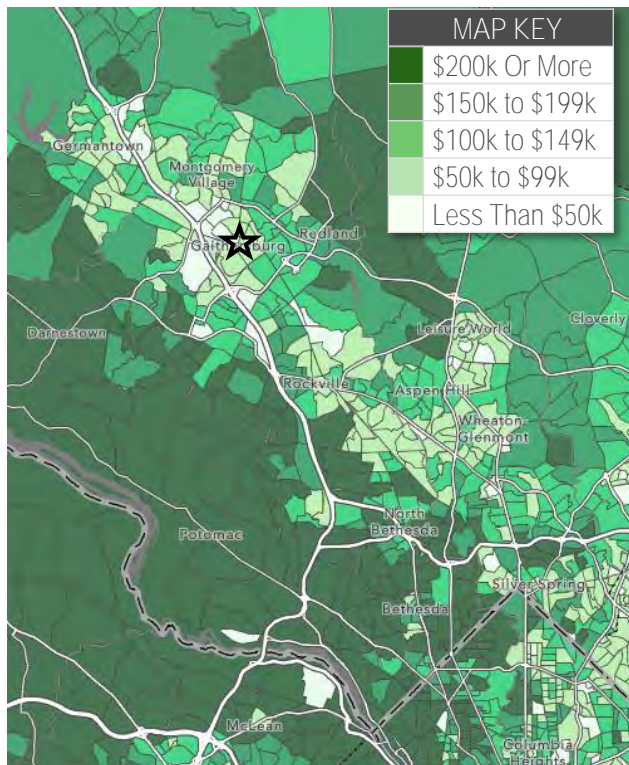 MAP KEY
$200k Or More
$150k to $199k
$100k to $149k
$50k to $99k
Less Than $50k
Germantown
Montgomery
Village
Redland
Gaithersburg
Darnestown
Leisure World
Cloverly
Rockville
Aspen Hill
Wheaton-
Glenmont
North
Bethesda
Potomac
Silver Spring
Bethesda
McLean
Columbia
Heights